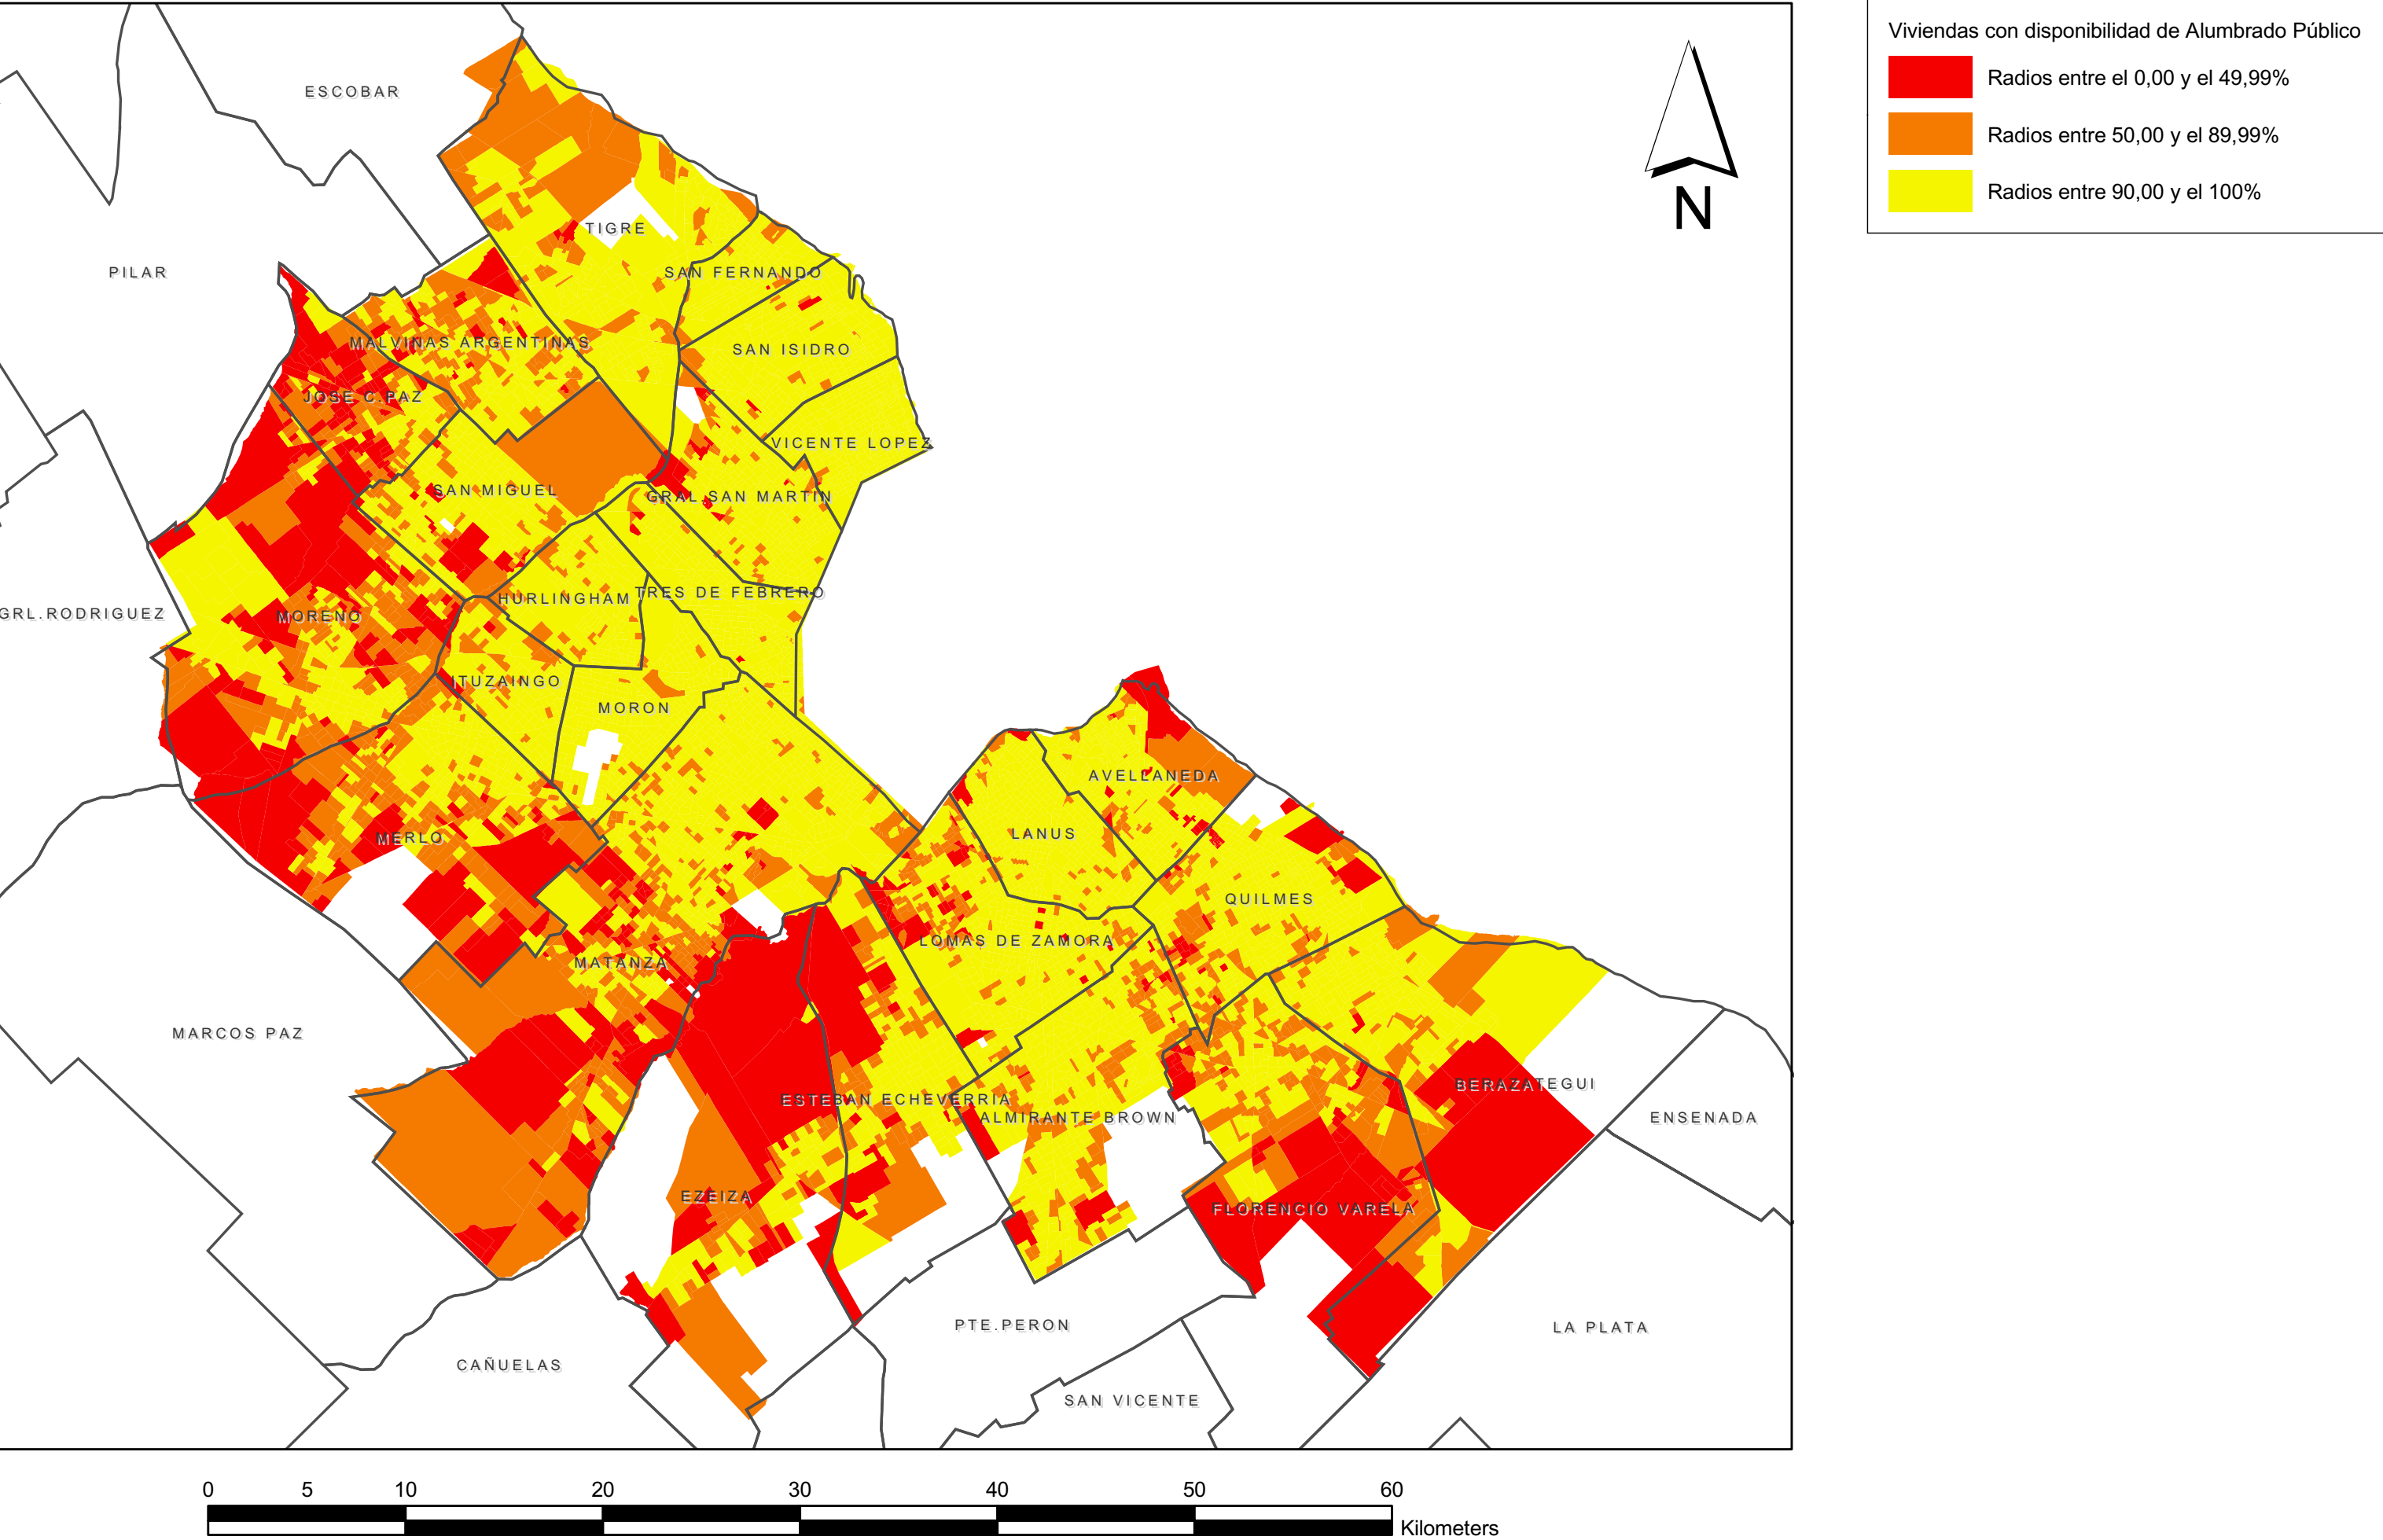 Viviendas con disponibilidad de Alumbrado Público
Radios entre el 0,00 y el 49,99%
Radios entre 50,00 y el 89,99%
Radios entre 90,00 y el 100%
N
ESCOBAR
TIGRE
PILAR
SAN FERNANDO
MALVINAS ARGENTINAS
SAN ISIDRO
JOSE C.PAZ
VICENTE LOPEZ
SAN MIGUEL
GRAL.SAN MARTIN
HURLINGHAM
TRES DE FEBRERO
GRL.RODRIGUEZ
MORENO
ITUZAINGO
MORON
AVELLANEDA
LANUS
MERLO
QUILMES
LOMAS DE ZAMORA
MATANZA
MARCOS PAZ
BERAZATEGUI
ESTEBAN ECHEVERRIA
ALMIRANTE BROWN
ENSENADA
EZEIZA
FLORENCIO VARELA
PTE.PERON
LA PLATA
CAÑUELAS
SAN VICENTE
0 5 10 20 30 40 50 60
Kilometers